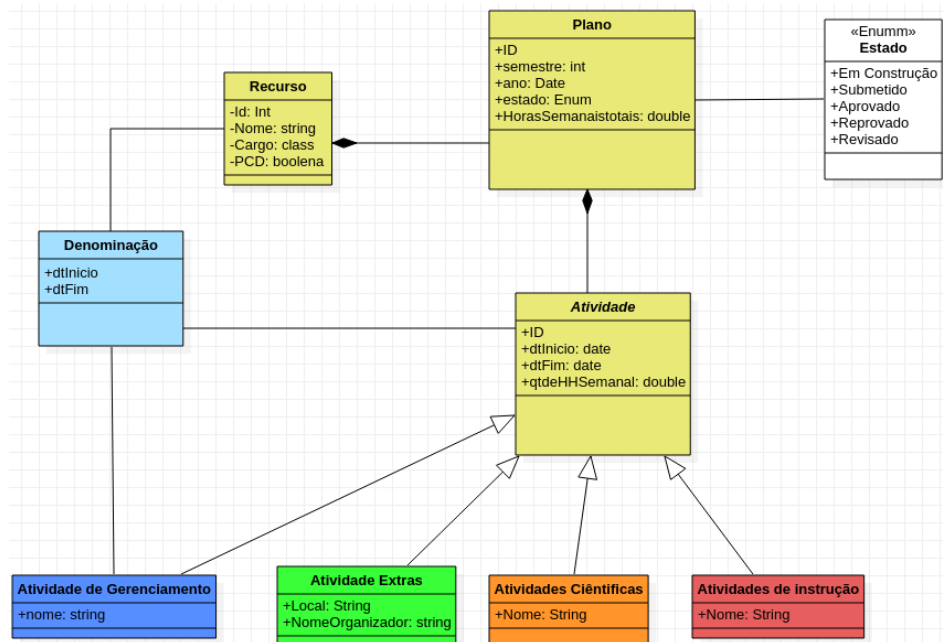 Plano
+ID
+semestre: int
+ano: Date
+estado: Enum
+HorasSemanaistotais: double
«Enumm»
Estado
+Em Construção
+Submetido
+Aprovado
+Reprovado
+Revisado
Recurso
-Id: Int
-Nome: string
-Cargo: class
-PCD: boolena
Denominação
+dtInicio
+dtFim
Atividade
+ID
+dtInicio: date
+dtFim: date
+qtdeHHSemanal: double
Atividade de Gerenciamento
+nome: string
Atividade Extras
+Local: String
+NomeOrganizador: string
Atividades Ciêntificas
+Nome: String
Atividades de instrução
+Nome: String